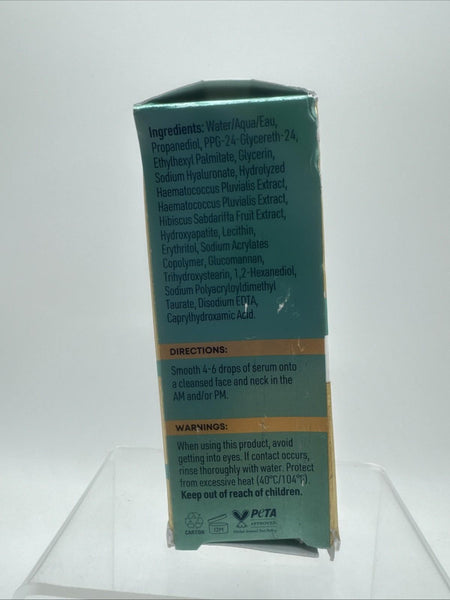 Ingredients: Water/Aqua/Eau,
Propanediol, PPG-24-Glycereth-24,
Ethylhexyl Palmitate, Glycerin,
Sodium Hyaluronate, Hydrolyzed
Haematococcus Pluvialis Extract,
Haematococcus Pluvialis Extract,
Hibiscus Sabdariffa Fruit Extract,
Hydroxyapatite, Lecithin,
Erythritol, Sodium Acrylates
Copolymer, Glucomannan,
Trihydroxystearin, 1,2-Hexanediol,
Sodium Polyacryloyldimethyl
Taurate, Disodium EDTA,
Caprylhydroxamic Acid.
DIRECTIONS:
Smooth 4-6 drops of serum onto
a cleansed face and neck in the
AM and/or PM.
WARNINGS:
When using this product, avoid
getting into eyes. If contact occurs,
rinse thoroughly with water. Protect
from excessive heat (40°C/104°F).
Keep out of reach of children.
CARTON
PETA
APPROVED